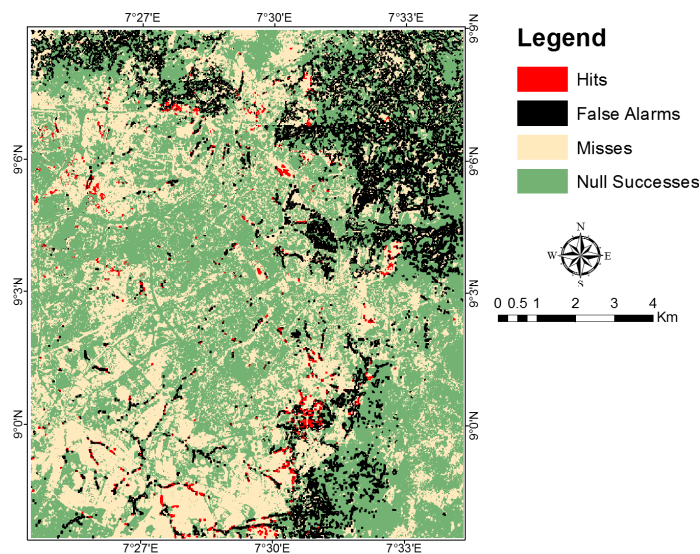 7°27'E 7°30'E 7°33'E
9°N
Legend
Hits
False Alarms
Misses
Null Successes
9°6'N
9°6'N
N
W E
S
9°3'N
9°3'N
0 0.5 1 2 3 4
Km
9°0'N
9°0'N
7°27'E 7°30'E 7°33'E